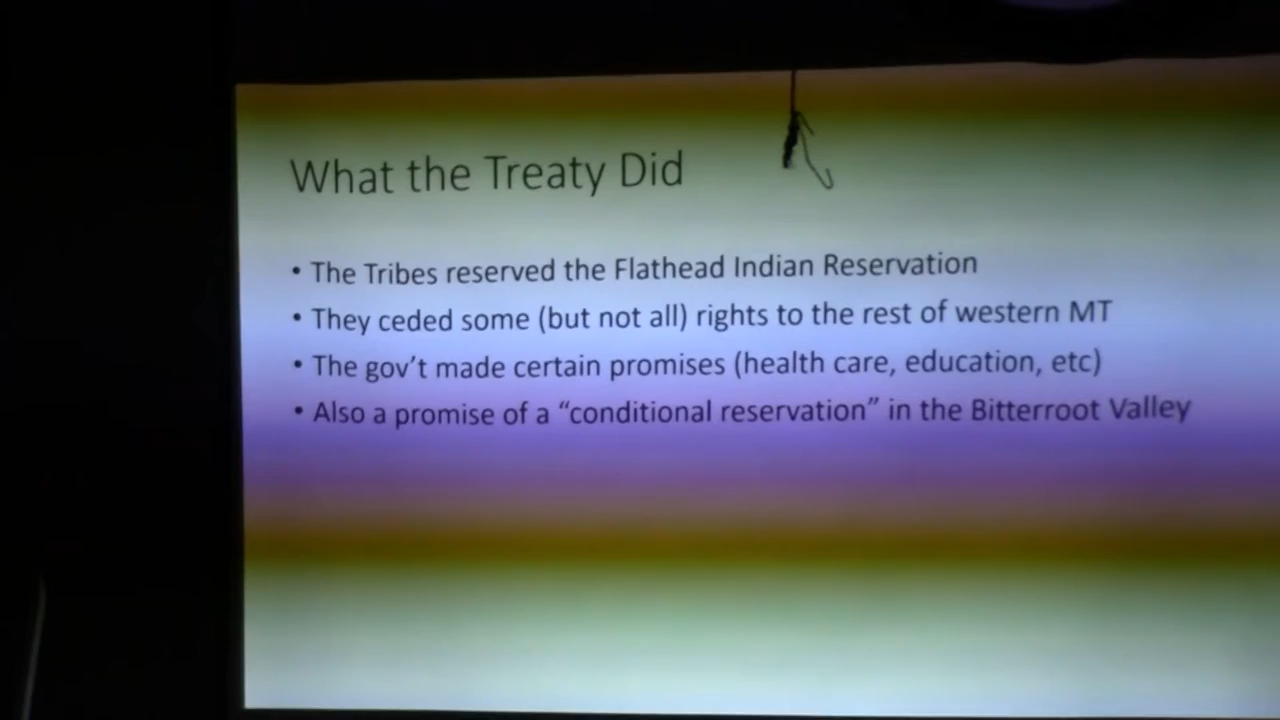 What the Treaty Did
• The Tribes reserved the Flathead Indian Reservation
• They ceded some (but not all) rights to the rest of western MT
• The gov’t made certain promises (health care, education, etc)
• Also a promise of a “conditional reservation” in the Bitterroot Valley